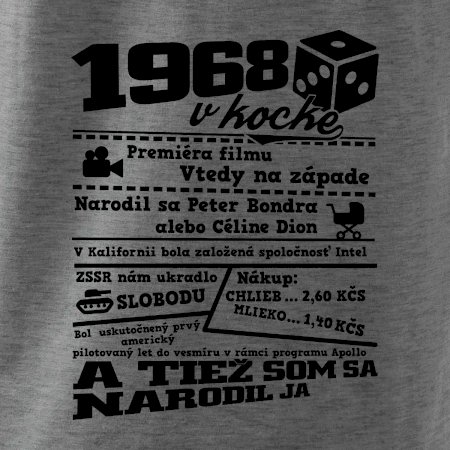 1968
v kocke
Premiéra filmu
Vtedy na západe
Narodil sa Peter Bondra
alebo Céline Dion
V Kalifornii bola založená spoločnosť Intel
ZSSR nám ukradlo
SLOBODU
Nákup:
CHLIEB ... 2,60 KČS
MLIEKO... 1,40 KČS
Bol uskutočnený prvý
americký
pilotovaný let do vesmíru v rámci programu Apollo
A TIEŽ SOM SA
NARODIL JA